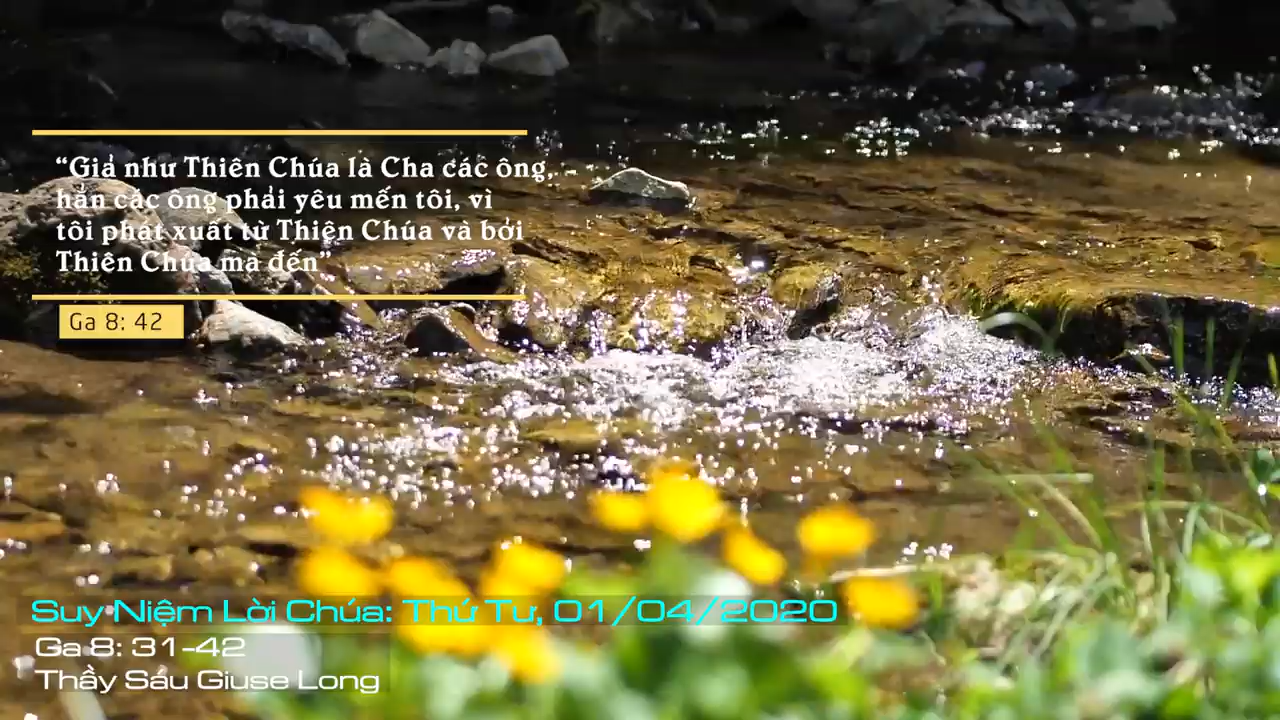 “Giả như Thiên Chúa là Cha các ông,
hẳn các ông phải yêu mến tôi, vì
tôi phát xuất từ Thiên Chúa và bởi
Thiên Chúa mà đến”
Ga 8: 42
Suy Niệm Lời Chúa: Thứ Tư, 01/04/2020
Ga 8: 31-42
Thầy Sáu Giuse Long